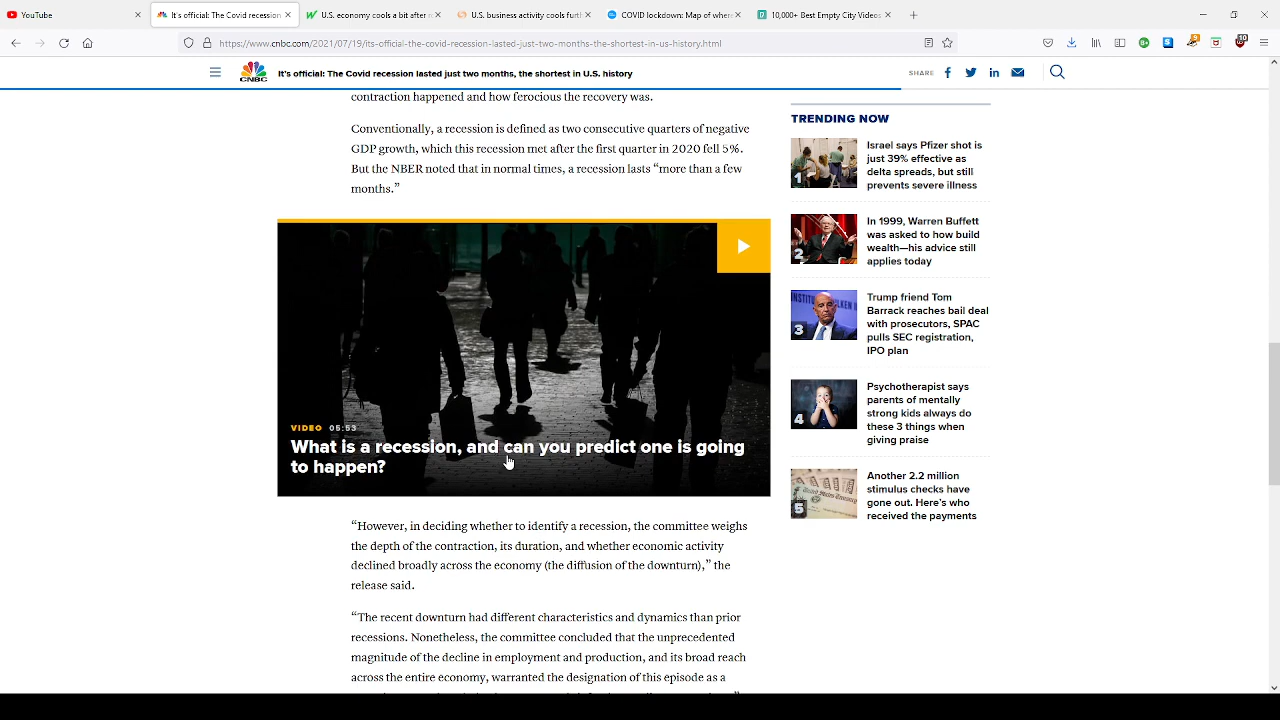 YouTube
It's official: The Covid recession
U.S. economy cools a bit after re
U.S. business activity cools furt
COVID lockdown: Map of wher
10,000+ Best Empty City Videos
https://www.cnbc.com/2021/07/19/its-official-the-covid-recession-lasted-just-two-months-the-shortest-in-us-history.html
CNBC
It's official: The Covid recession lasted just two months, the shortest in U.S. history
SHARE
contraction happened and how ferocious the recovery was.
Conventionally, a recession is defined as two consecutive quarters of negative
GDP growth, which this recession met after the first quarter in 2020 fell 5%.
But the NBER noted that in normal times, a recession lasts “more than a few
months.”
VIDEO 05:53
What is a recession, and can you predict one is going
to happen?
“However, in deciding whether to identify a recession, the committee weighs
the depth of the contraction, its duration, and whether economic activity
declined broadly across the economy (the diffusion of the downturn),” the
release said.
“The recent downturn had different characteristics and dynamics than prior
recessions. Nonetheless, the committee concluded that the unprecedented
magnitude of the decline in employment and production, and its broad reach
across the entire economy, warranted the designation of this episode as a
TRENDING NOW
1
Israel says Pfizer shot is
just 39% effective as
delta spreads, but still
prevents severe illness
2
In 1999, Warren Buffett
was asked to how build
wealth—his advice still
applies today
3
Trump friend Tom
Barrack reaches bail deal
with prosecutors, SPAC
pulls SEC registration,
IPO plan
4
Psychotherapist says
parents of mentally
strong kids always do
these 3 things when
giving praise
5
Another 2.2 million
stimulus checks have
gone out. Here's who
received the payments